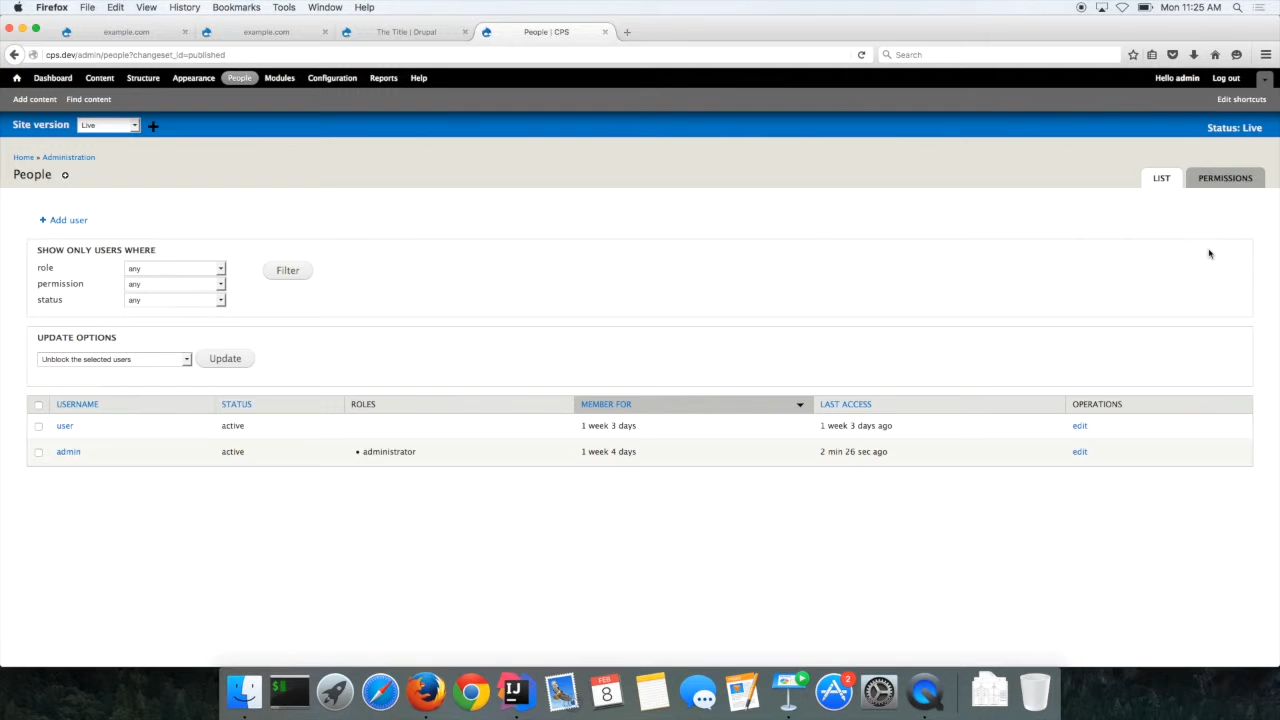 Firefox File Edit View History Bookmarks Tools Window Help Mon 11:25 AM
example.com example.com The Title | Drupal People | CPS
cps.dev/admin/people?changeset_id=published Search
Dashboard Content Structure Appearance People Modules Configuration Reports Help Hello admin Log out
Add content Find content Edit shortcuts
Site version Live Status: Live
Home » Administration
People LIST PERMISSIONS
+ Add user
SHOW ONLY USERS WHERE
role any Filter
permission any
status any
UPDATE OPTIONS
Unblock the selected users Update
USERNAME STATUS ROLES MEMBER FOR LAST ACCESS OPERATIONS
user active 1 week 3 days 1 week 3 days ago edit
admin active • administrator 1 week 4 days 2 min 26 sec ago edit
IJ FEB 8 2